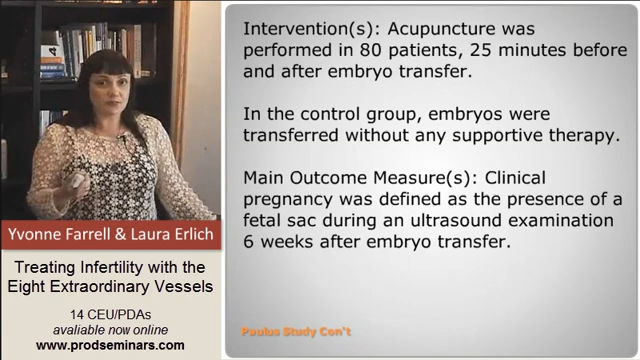 Intervention(s): Acupuncture was
performed in 80 patients, 25 minutes before
and after embryo transfer.
In the control group, embryos were
transferred without any supportive therapy.
Main Outcome Measure(s): Clinical
pregnancy was defined as the presence of a
fetal sac during an ultrasound examination
6 weeks after embryo transfer.
Paulus Study Con't
Yvonne Farrell & Laura Erlich
Treating Infertility with the
Eight Extraordinary Vessels
14 CEU/PDAs
avaliable now online
www.prodseminars.com